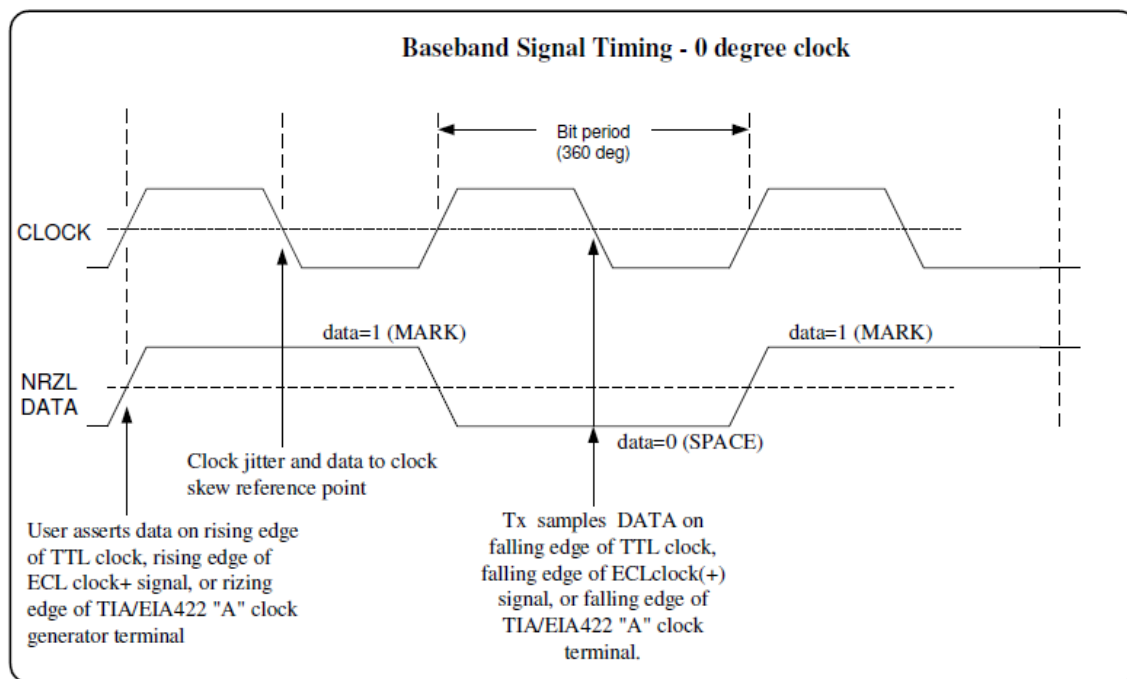 Baseband Signal Timing - 0 degree clock
Bit period
(360 deg)
CLOCK
data=1 (MARK)
data=1 (MARK)
NRZL
DATA
data=0 (SPACE)
Clock jitter and data to clock
skew reference point
User asserts data on rising edge
of TTL clock, rising edge of
ECL clock+ signal, or rizing
edge of TIA/EIA422 "A" clock
generator terminal
Tx samples DATA on
falling edge of TTL clock,
falling edge of ECLclock(+)
signal, or falling edge of
TIA/EIA422 "A" clock
terminal.